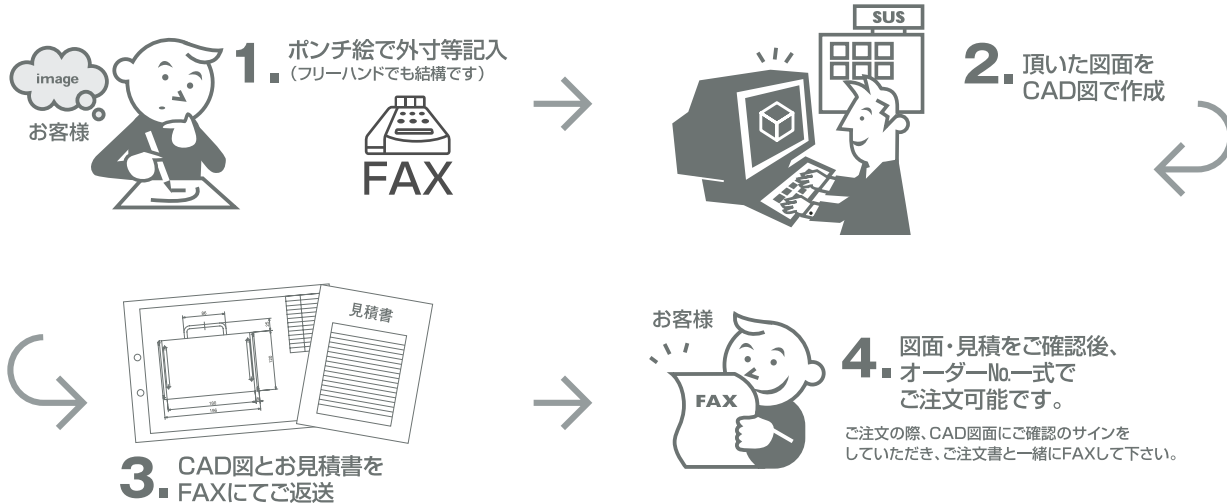 image
お客様
1. ポンチ絵で外寸等記入
（フリーハンドでも結構です）
FAX
SUS
2. 頂いた図面を
CAD図で作成
見積書
3. CAD図とお見積書を
FAXにてご返送
お客様
FAX
4. 図面・見積をご確認後、
オーダー№一式で
ご注文可能です。
ご注文の際、CAD図面にご確認のサインを
していただき、ご注文書と一緒にFAXして下さい。